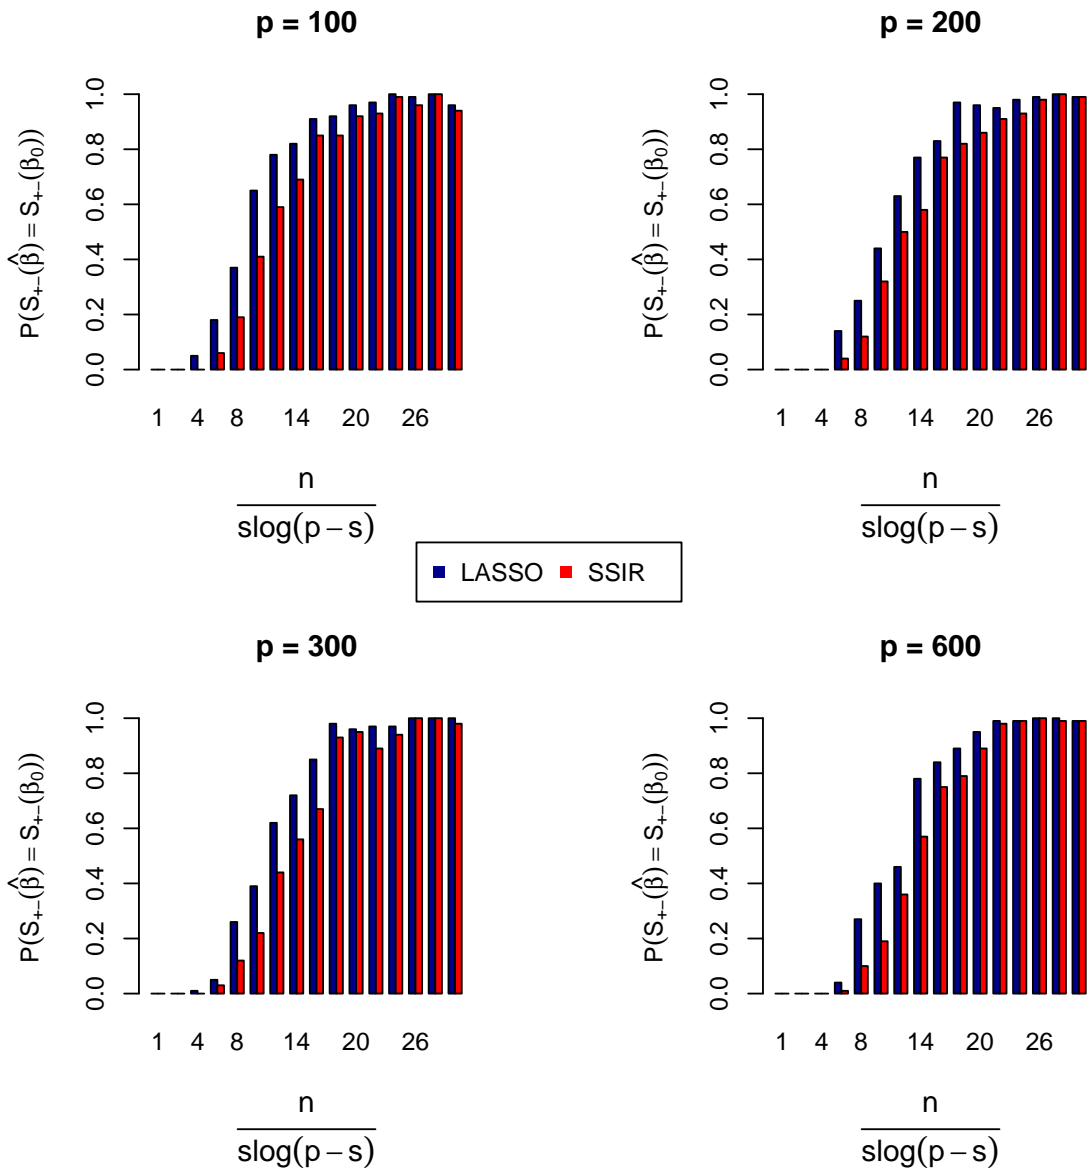 p = 100
P(S₊₋(β̂) = S₊₋(β₀))
0.0 0.2 0.4 0.6 0.8 1.0
1 4 8 14 20 26
n
slog(p − s)
p = 200
P(S₊₋(β̂) = S₊₋(β₀))
0.0 0.2 0.4 0.6 0.8 1.0
1 4 8 14 20 26
n
slog(p − s)
LASSO SSIR
p = 300
P(S₊₋(β̂) = S₊₋(β₀))
0.0 0.2 0.4 0.6 0.8 1.0
1 4 8 14 20 26
n
slog(p − s)
p = 600
P(S₊₋(β̂) = S₊₋(β₀))
0.0 0.2 0.4 0.6 0.8 1.0
1 4 8 14 20 26
n
slog(p − s)